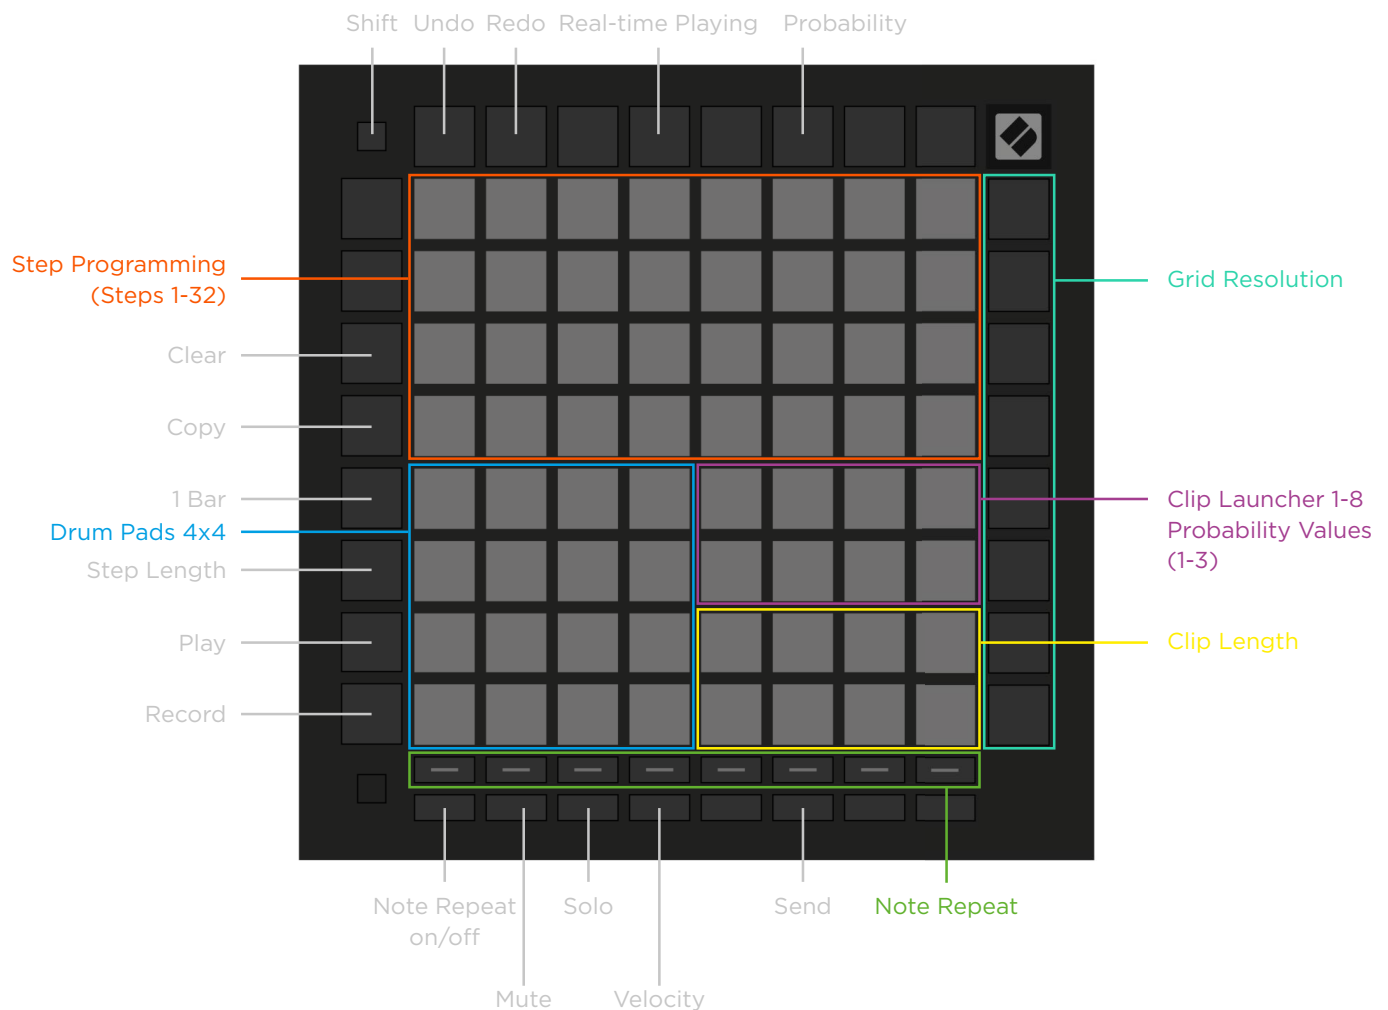 Shift Undo Redo Real-time Playing Probability
Step Programming
(Steps 1-32)
Grid Resolution
Clear
Copy
1 Bar
Clip Launcher 1-8
Probability Values
(1-3)
Drum Pads 4x4
Step Length
Play
Clip Length
Record
Note Repeat
on/off
Solo
Send
Note Repeat
Mute
Velocity